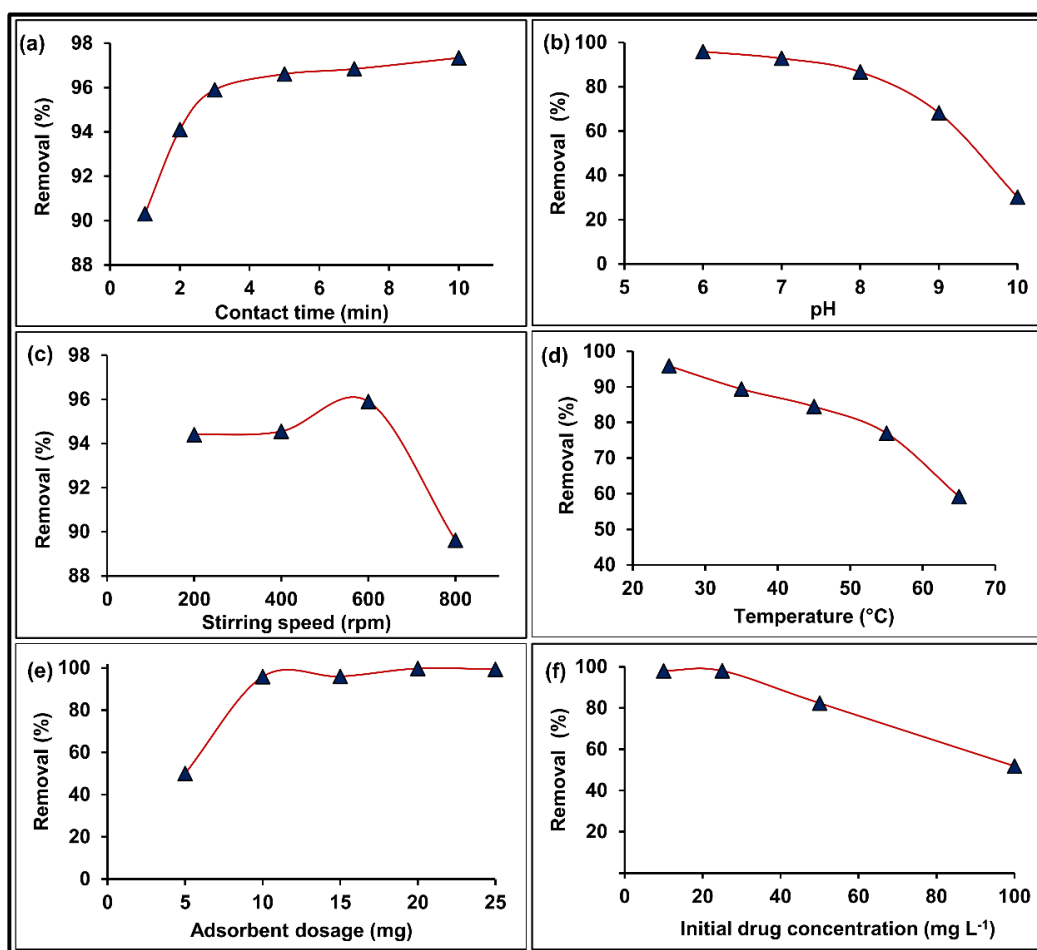 (a)
98
96
94
92
90
88
Removal (%)
0 2 4 6 8 10
Contact time (min)
(b)
100
80
60
40
20
0
Removal (%)
5 6 7 8 9 10
pH
(c)
98
96
94
92
90
88
Removal (%)
0 200 400 600 800
Stirring speed (rpm)
(d)
100
90
80
70
60
50
40
Removal (%)
20 30 40 50 60 70
Temperature (°C)
(e)
100
80
60
40
20
0
Removal (%)
0 5 10 15 20 25
Adsorbent dosage (mg)
(f)
100
80
60
40
20
Removal (%)
0 20 40 60 80 100
Initial drug concentration (mg L⁻¹)